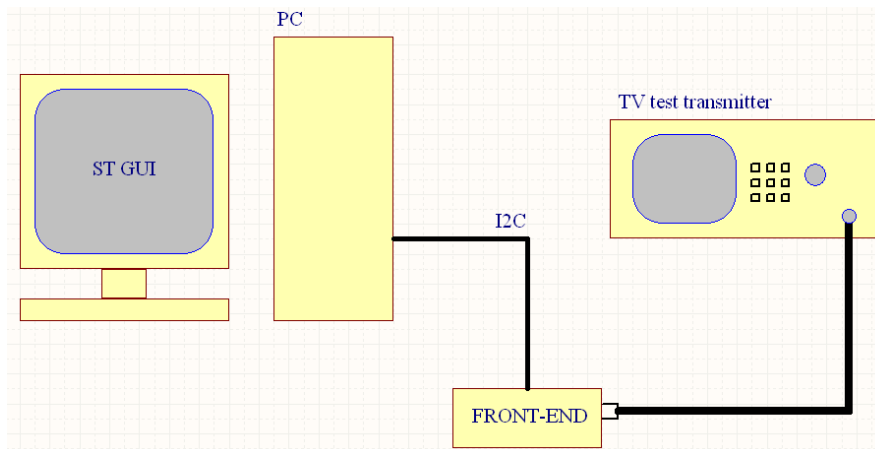 PC
TV test transmitter
ST GUI
I2C
FRONT-END